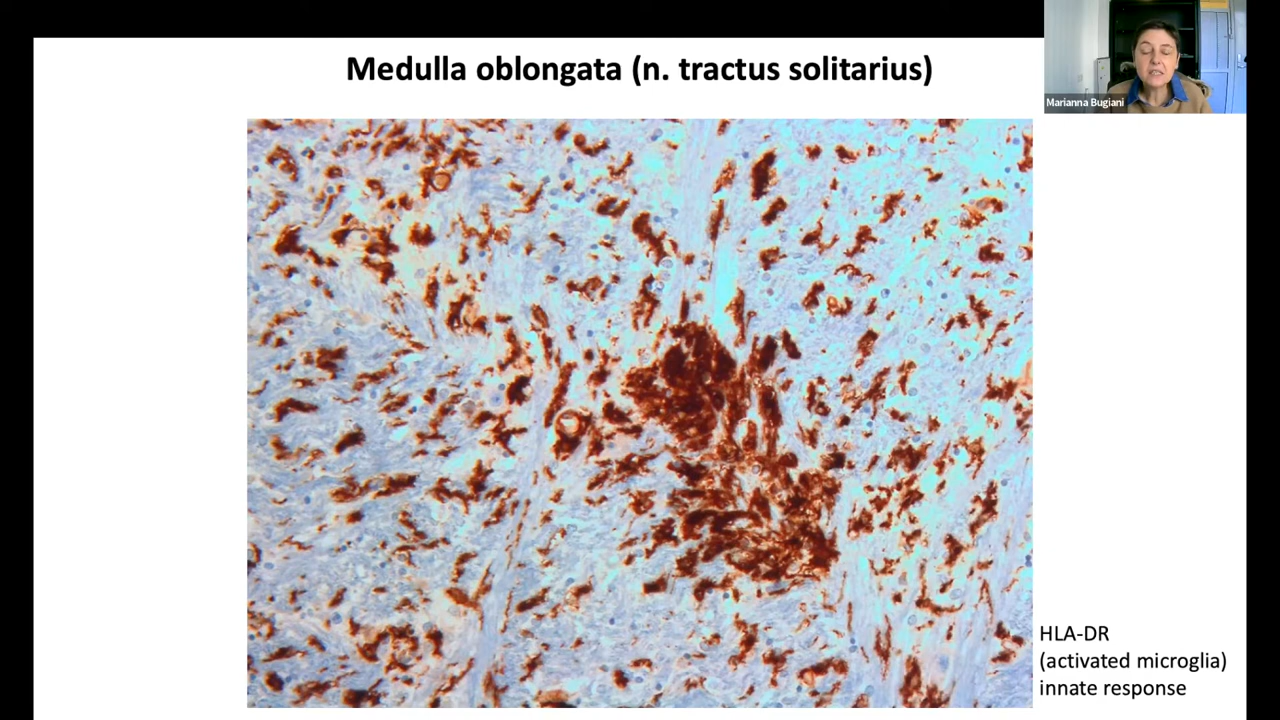 Medulla oblongata (n. tractus solitarius)
Marianna Bugiani
HLA-DR
(activated microglia)
innate response